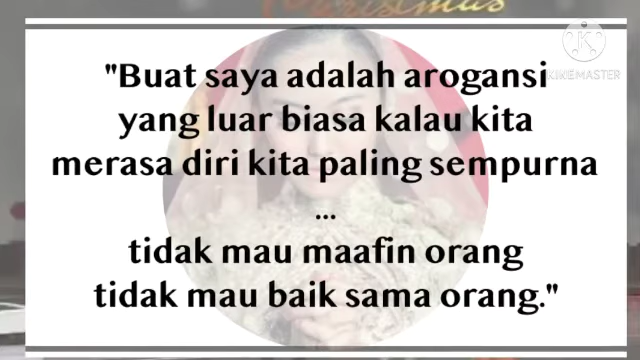 Christmas
KINEMASTER
"Buat saya adalah arogansi
yang luar biasa kalau kita
merasa diri kita paling sempurna
...
tidak mau maafin orang
tidak mau baik sama orang."